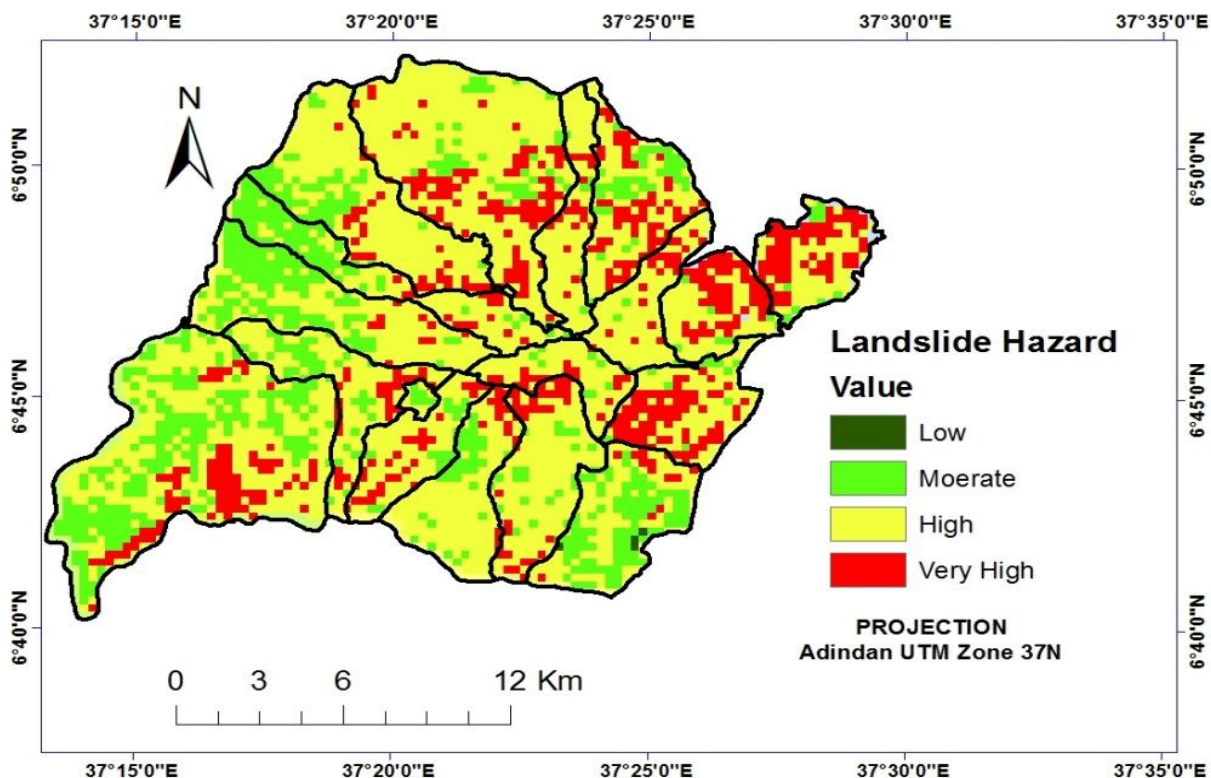 37°15'0"E 37°20'0"E 37°25'0"E 37°30'0"E 37°35'0"E
N
6°50'0"N 6°50'0"N
6°45'0"N 6°45'0"N
6°40'0"N 6°40'0"N
Landslide Hazard
Value
Low
Moerate
High
Very High
PROJECTION
Adindan UTM Zone 37N
0 3 6 12 Km
37°15'0"E 37°20'0"E 37°25'0"E 37°30'0"E 37°35'0"E